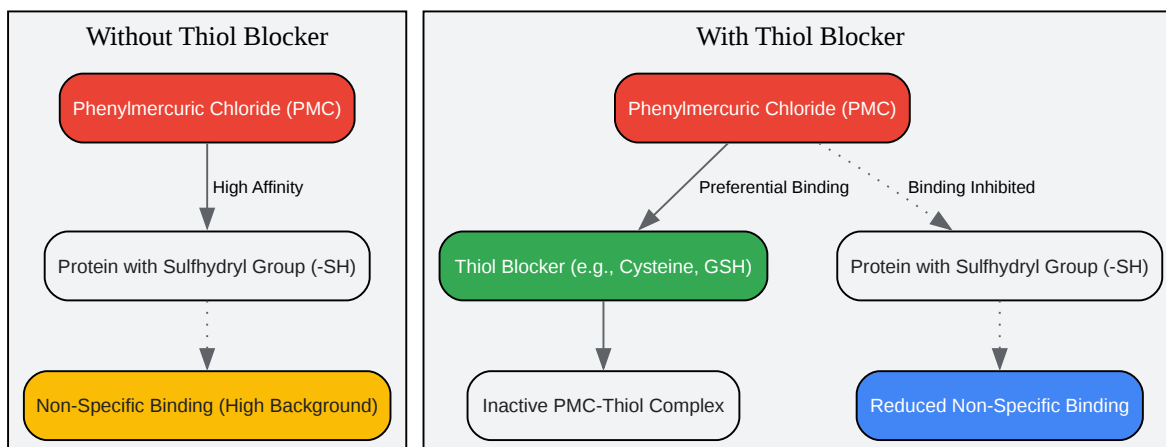 Without Thiol Blocker
Phenylmercuric Chloride (PMC)
High Affinity
Protein with Sulfhydryl Group (-SH)
Non-Specific Binding (High Background)
With Thiol Blocker
Phenylmercuric Chloride (PMC)
Preferential Binding
Binding Inhibited
Thiol Blocker (e.g., Cysteine, GSH)
Protein with Sulfhydryl Group (-SH)
Inactive PMC-Thiol Complex
Reduced Non-Specific Binding